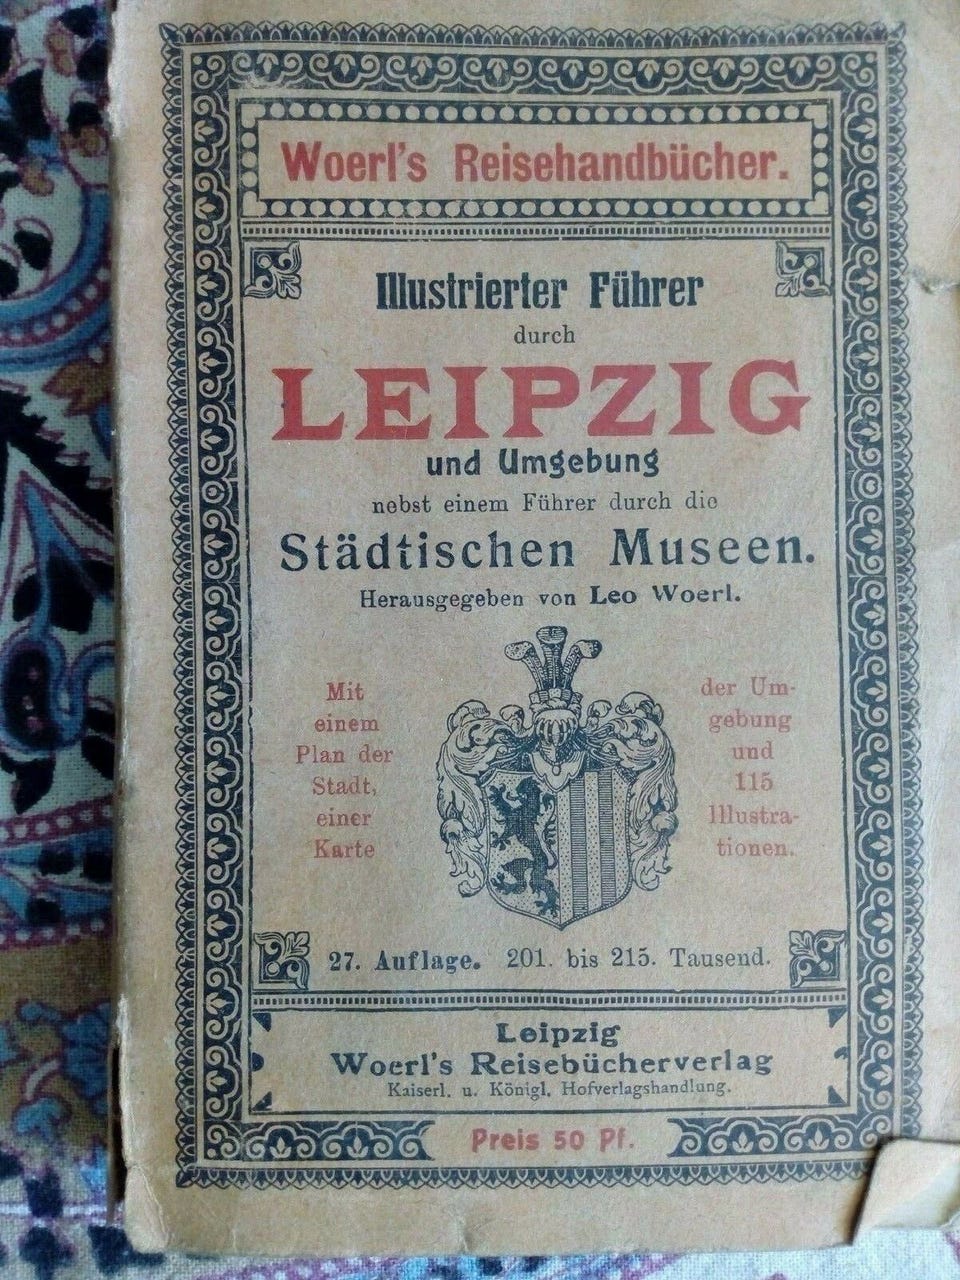 Woerl's Reisehandbücher.
Illustrierter Führer
durch
LEIPZIG
und Umgebung
nebst einem Führer durch die
Städtischen Museen.
Herausgegeben von Leo Woerl.
Mit
einem
Plan der
Stadt,
einer
Karte
der Um-
gebung
und
115
Illustra-
tionen.
27. Auflage. 201. bis 215. Tausend.
Leipzig
Woerl's Reisebücherverlag
Kaiserl. u. Königl. Hofverlagshandlung.
Preis 50 Pf.